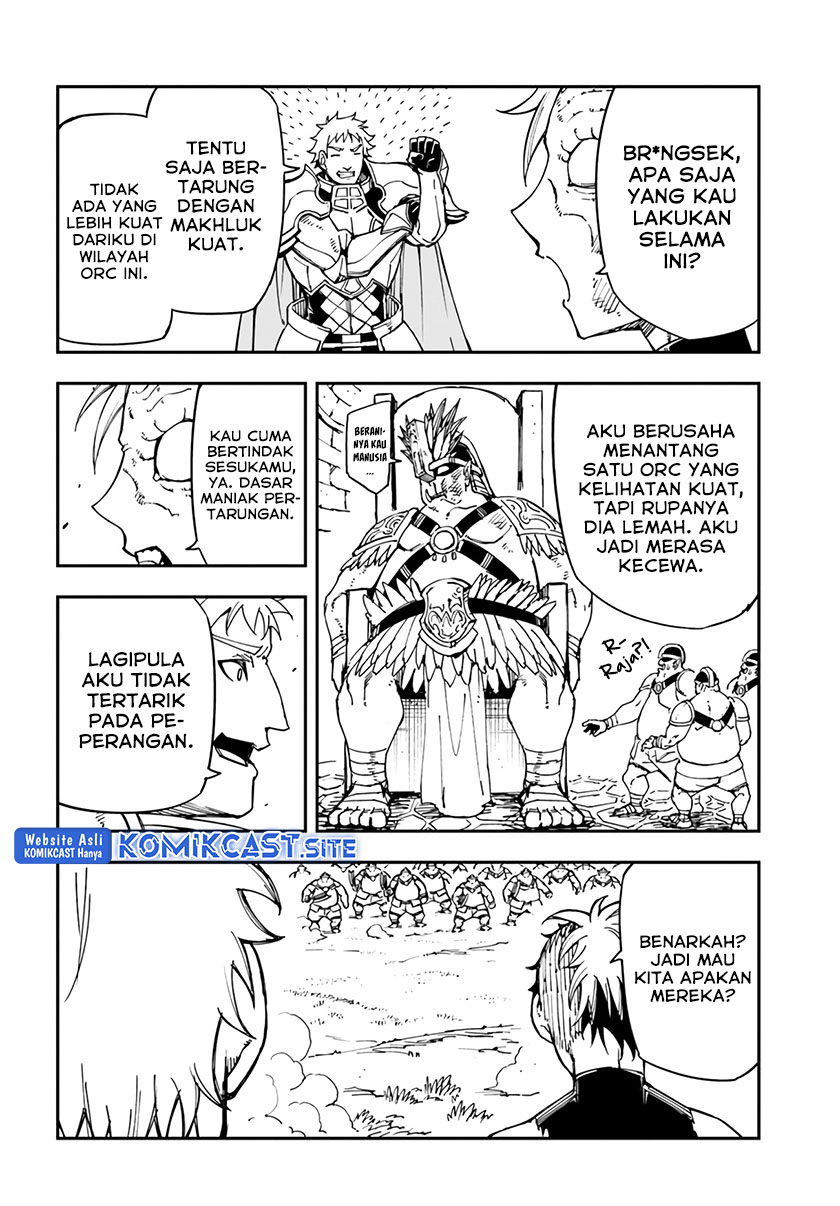 BR*NGSEK,
APA SAJA
YANG KAU
LAKUKAN
SELAMA
INI?
TENTU
SAJA BER-
TARUNG
DENGAN
MAKHLUK
KUAT.
TIDAK
ADA YANG
LEBIH KUAT
DARIKU DI
WILAYAH
ORC INI.
AKU BERUSAHA
MENANTANG
SATU ORC YANG
KELIHATAN KUAT,
TAPI RUPANYA
DIA LEMAH. AKU
JADI MERASA
KECEWA.
BERANI-
NYA KAU
MANUSIA
...
R-
RAJA?!
KAU CUMA
BERTINDAK
SESUKAMU,
YA. DASAR
MANIAK PER-
TARUNGAN.
LAGIPULA
AKU TIDAK
TERTARIK
PADA PE-
PERANGAN.
Website Asli
KOMIKCAST Hanya
KOMIKCAST.SITE
BENARKAH?
JADI MAU
KITA APAKAN
MEREKA?